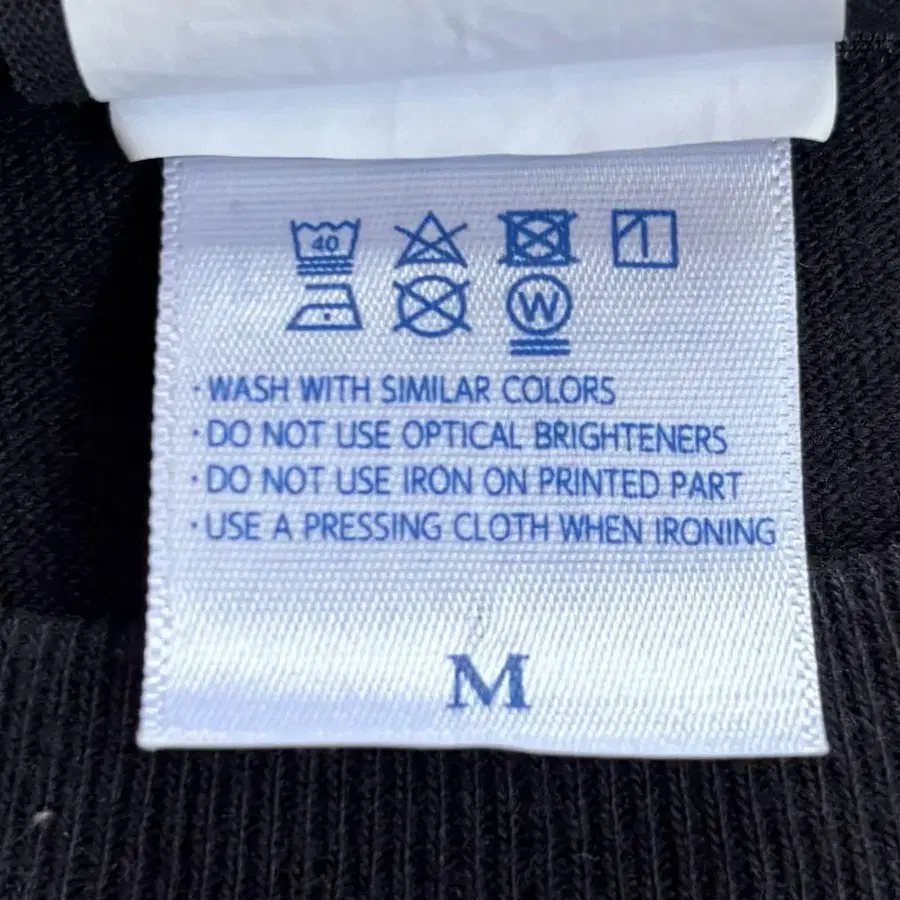 40
W
· WASH WITH SIMILAR COLORS
· DO NOT USE OPTICAL BRIGHTENERS
· DO NOT USE IRON ON PRINTED PART
· USE A PRESSING CLOTH WHEN IRONING
M